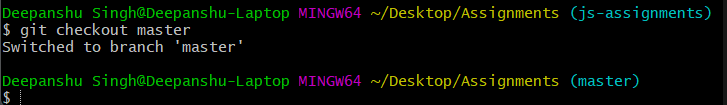 Deepanshu Singh@Deepanshu-Laptop MINGW64 ~/Desktop/Assignments (js-assignments)
$ git checkout master
Switched to branch 'master'
Deepanshu Singh@Deepanshu-Laptop MINGW64 ~/Desktop/Assignments (master)
$